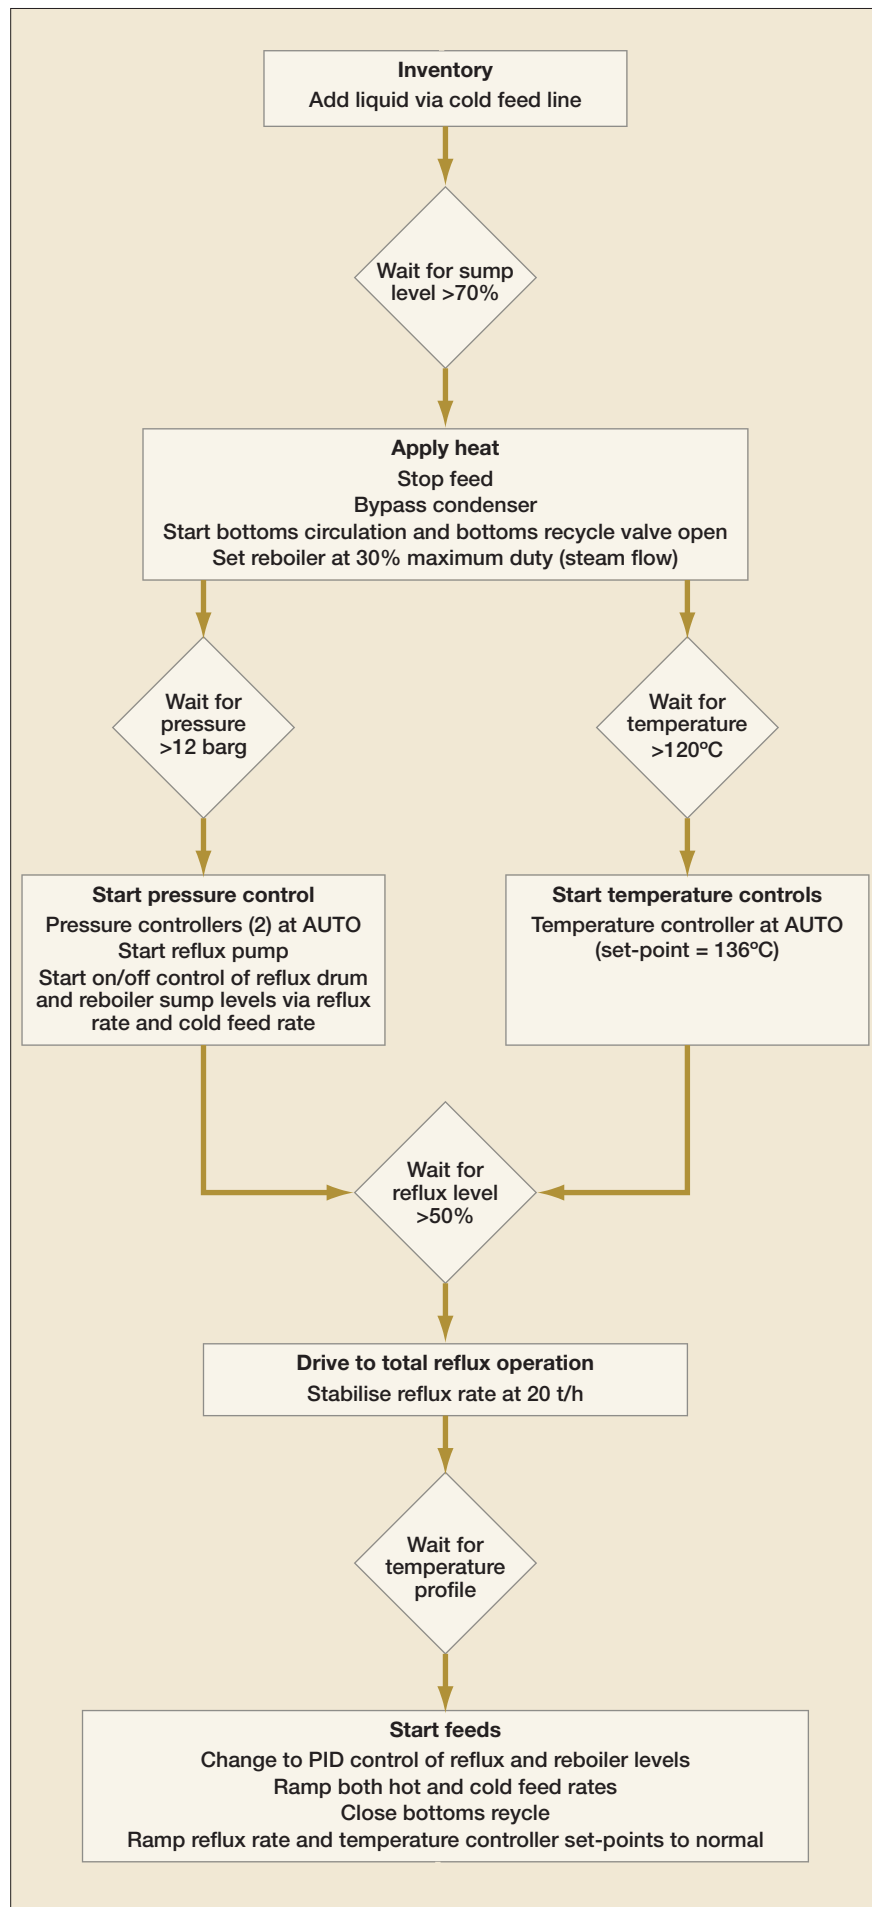 Inventory
Add liquid via cold feed line
Wait for sump
level >70%
Apply heat
Stop feed
Bypass condenser
Start bottoms circulation and bottoms recycle valve open
Set reboiler at 30% maximum duty (steam flow)
Wait for
pressure
>12 barg
Wait for
temperature
>120ºC
Start pressure control
Pressure controllers (2) at AUTO
Start reflux pump
Start on/off control of reflux drum
and reboiler sump levels via reflux
rate and cold feed rate
Start temperature controls
Temperature controller at AUTO
(set-point = 136ºC)
Wait for
reflux level
>50%
Drive to total reflux operation
Stabilise reflux rate at 20 t/h
Wait for
temperature
profile
Start feeds
Change to PID control of reflux and reboiler levels
Ramp both hot and cold feed rates
Close bottoms reycle
Ramp reflux rate and temperature controller set-points to normal